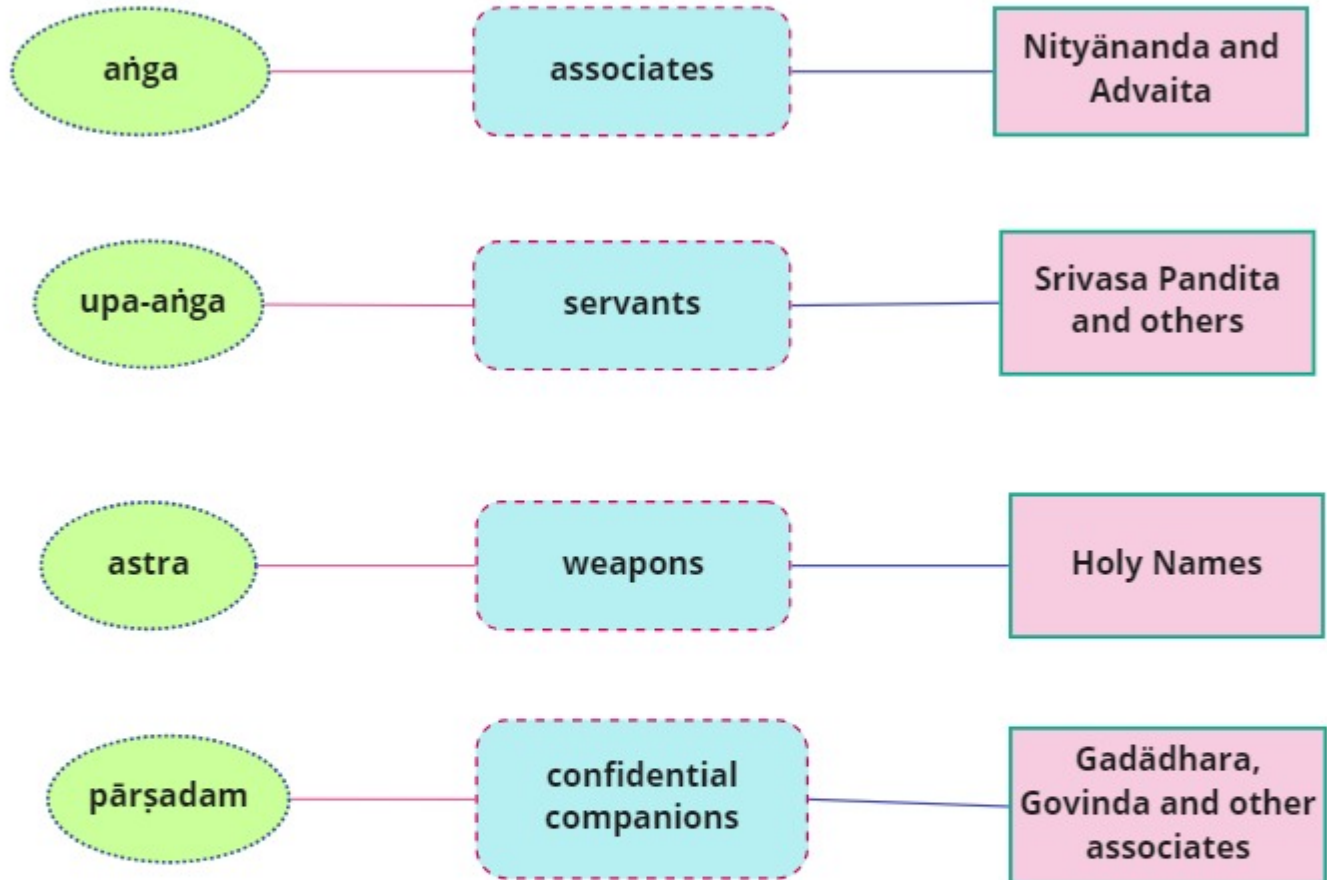 aṅga
associates
Nityänanda and
Advaita
upa-aṅga
servants
Srivasa Pandita
and others
astra
weapons
Holy Names
pārṣadam
confidential
companions
Gadädhara,
Govinda and other
associates